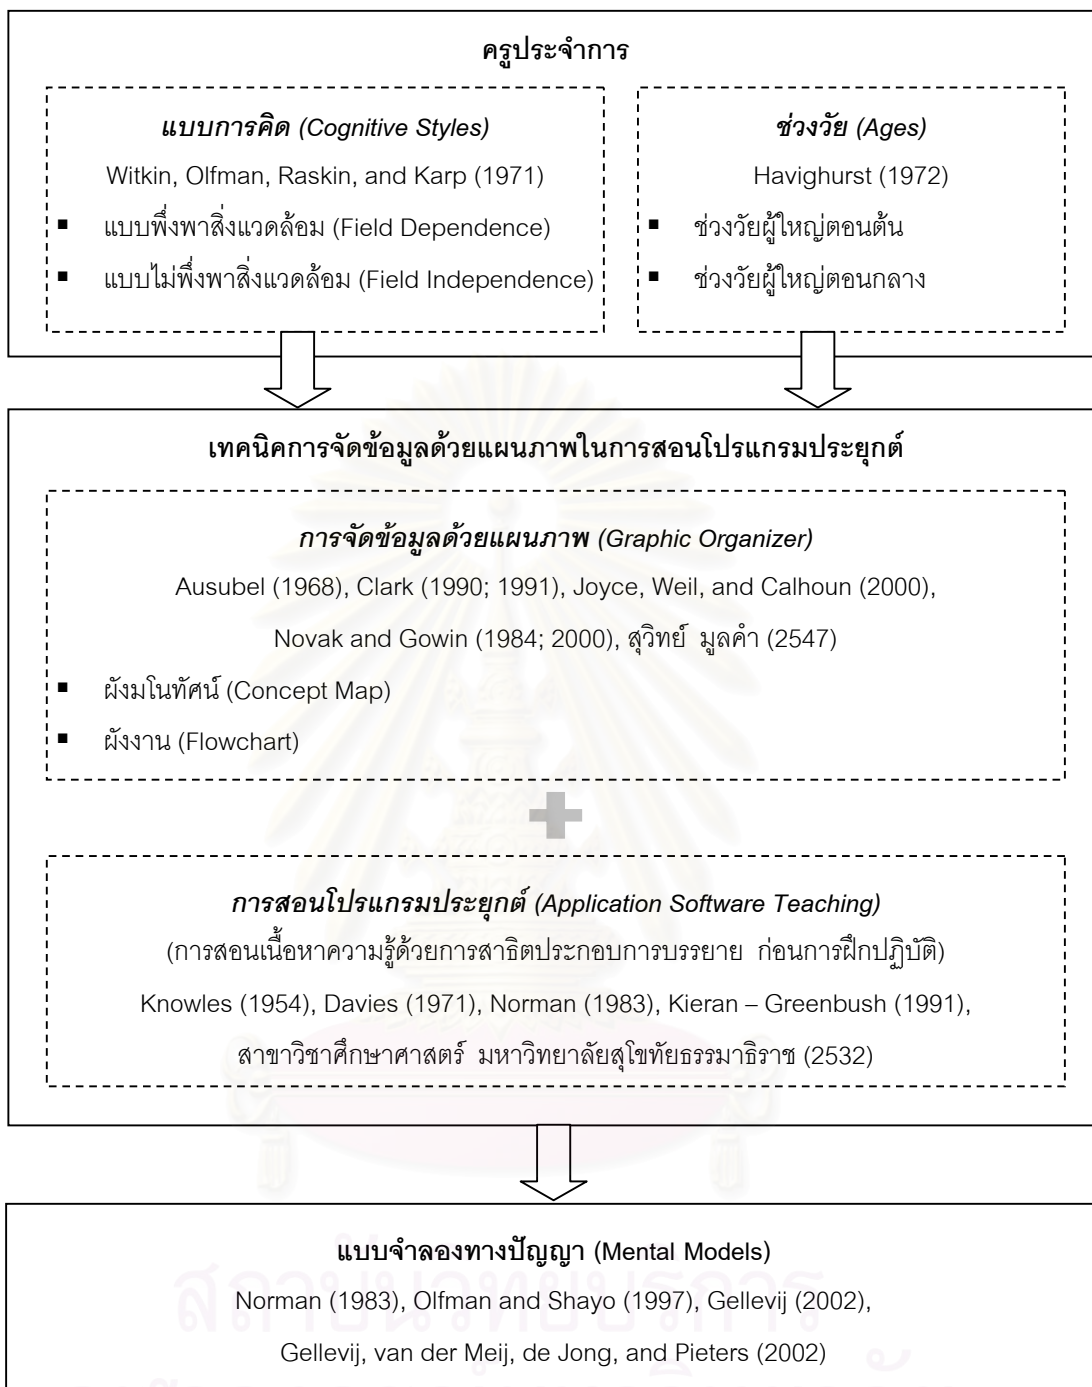 ครูประจำการ
แบบการคิด (Cognitive Styles)
Witkin, Olfman, Raskin, and Karp (1971)
▪ แบบพึ่งพาสิ่งแวดล้อม (Field Dependence)
▪ แบบไม่พึ่งพาสิ่งแวดล้อม (Field Independence)
ช่วงวัย (Ages)
Havighurst (1972)
▪ ช่วงวัยผู้ใหญ่ตอนต้น
▪ ช่วงวัยผู้ใหญ่ตอนกลาง
เทคนิคการจัดข้อมูลด้วยแผนภาพในการสอนโปรแกรมประยุกต์
การจัดข้อมูลด้วยแผนภาพ (Graphic Organizer)
Ausubel (1968), Clark (1990; 1991), Joyce, Weil, and Calhoun (2000),
Novak and Gowin (1984; 2000), สุวิทย์ มูลคำ (2547)
▪ ผังมโนทัศน์ (Concept Map)
▪ ผังงาน (Flowchart)
การสอนโปรแกรมประยุกต์ (Application Software Teaching)
(การสอนเนื้อหาความรู้ด้วยการสาธิตประกอบการบรรยาย ก่อนการฝึกปฏิบัติ)
Knowles (1954), Davies (1971), Norman (1983), Kieran – Greenbush (1991),
สาขาวิชาศึกษาศาสตร์ มหาวิทยาลัยสุโขทัยธรรมาธิราช (2532)
แบบจำลองทางปัญญา (Mental Models)
สถาบันวิทยบริการ
Norman (1983), Olfman and Shayo (1997), Gellevij (2002),
Gellevij, van der Meij, de Jong, and Pieters (2002)